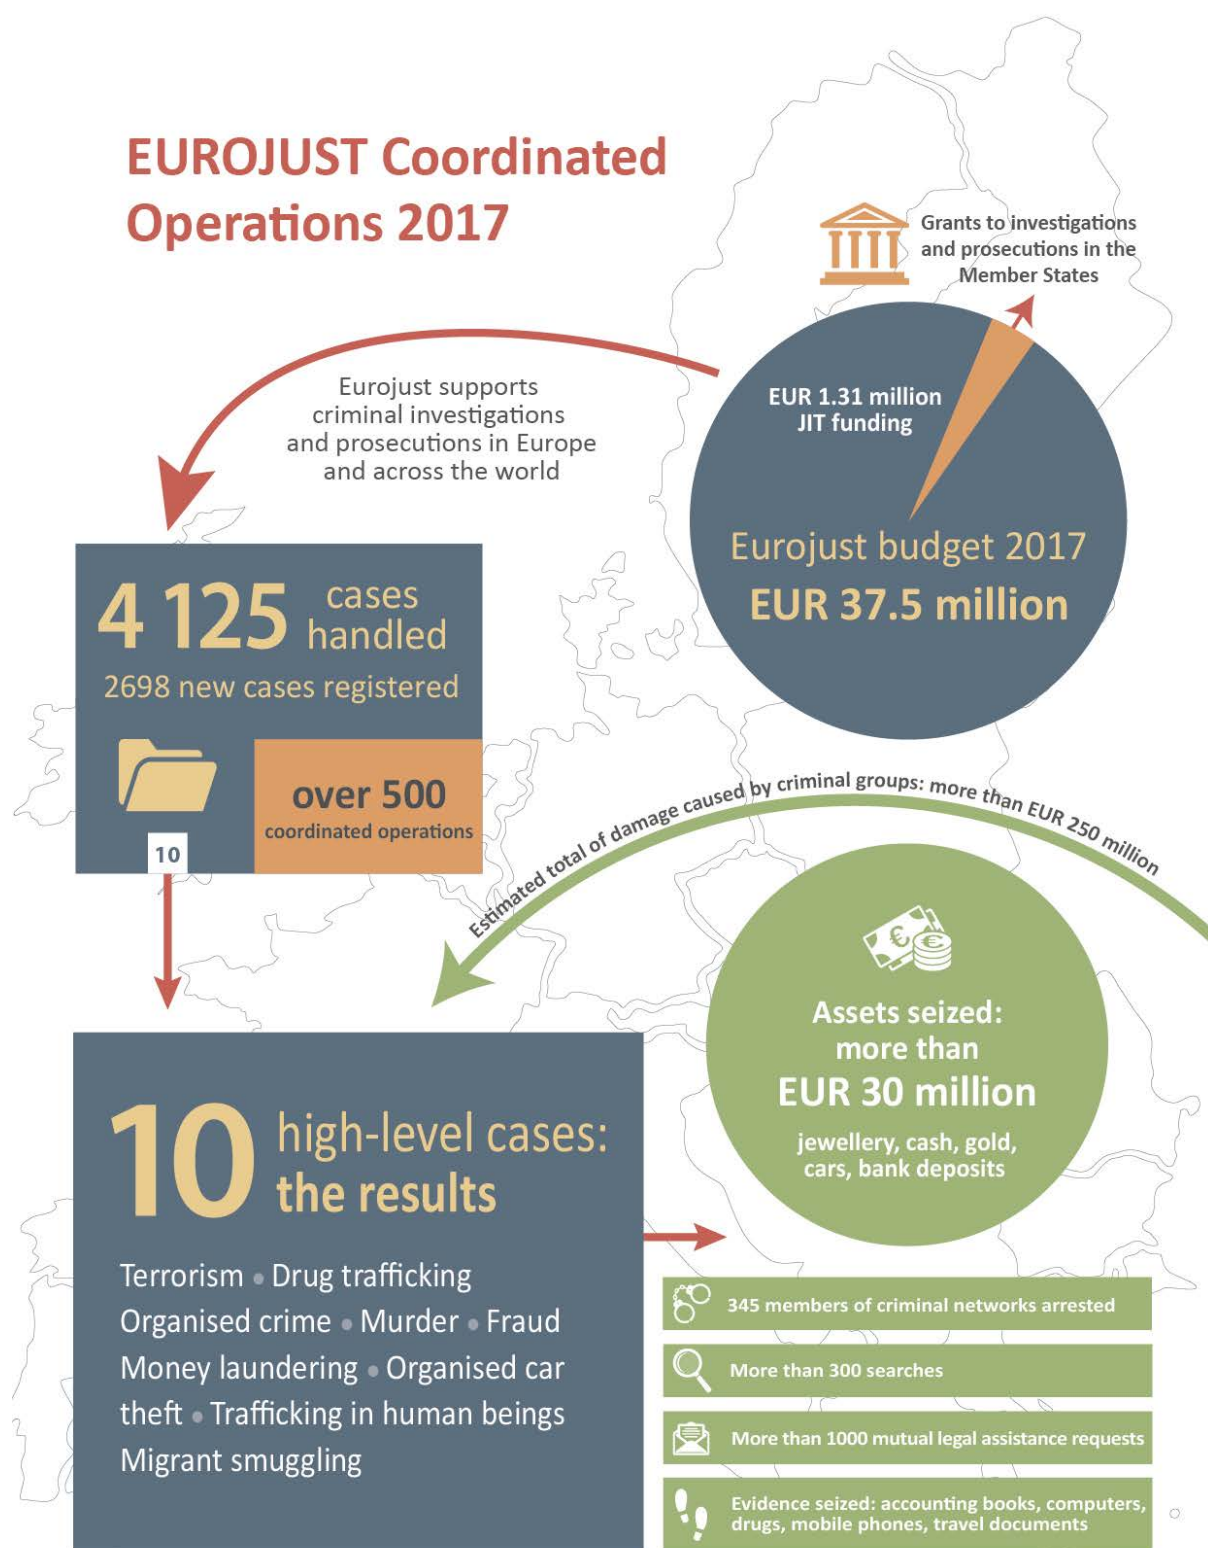 EUROJUST Coordinated
Operations 2017
Grants to investigations
and prosecutions in the
Member States
Eurojust supports
criminal investigations
and prosecutions in Europe
and across the world
EUR 1.31 million
JIT funding
Eurojust budget 2017
EUR 37.5 million
4 125 cases
handled
2698 new cases registered
over 500
coordinated operations
10
Estimated total of damage caused by criminal groups: more than EUR 250 million
Assets seized:
more than
EUR 30 million
jewellery, cash, gold,
cars, bank deposits
10 high-level cases:
the results
Terrorism • Drug trafficking
Organised crime • Murder • Fraud
Money laundering • Organised car
theft • Trafficking in human beings
Migrant smuggling
345 members of criminal networks arrested
More than 300 searches
More than 1000 mutual legal assistance requests
Evidence seized: accounting books, computers,
drugs, mobile phones, travel documents